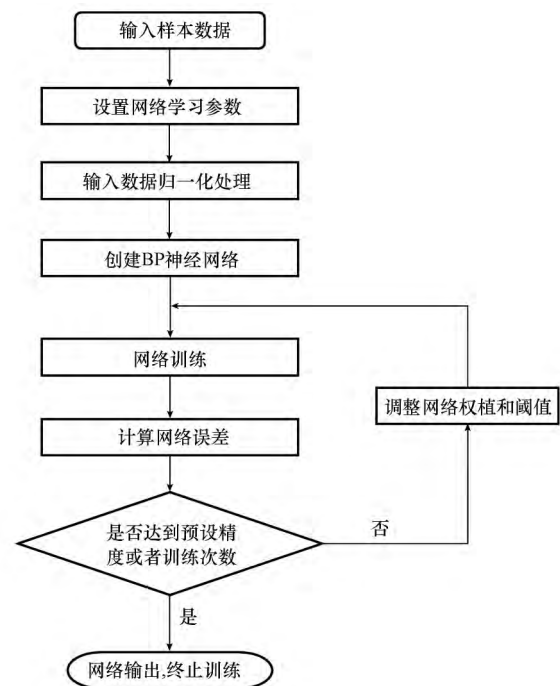 输入样本数据
设置网络学习参数
输入数据归一化处理
创建BP神经网络
网络训练
调整网络权植和阈值
计算网络误差
是否达到预设精
度或者训练次数
否
是
网络输出,终止训练